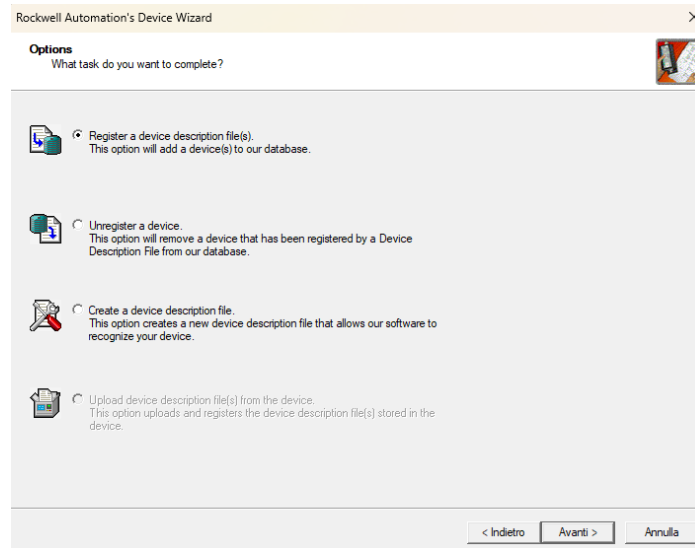 Rockwell Automation's Device Wizard
Options
What task do you want to complete?
Register a device description file(s).
This option will add a device(s) to our database.
Unregister a device.
This option will remove a device that has been registered by a Device
Description File from our database.
Create a device description file.
This option creates a new device description file that allows our software to
recognize your device.
Upload device description file(s) from the device.
This option uploads and registers the device description file(s) stored in the
device.
< Indietro
Avanti >
Annulla